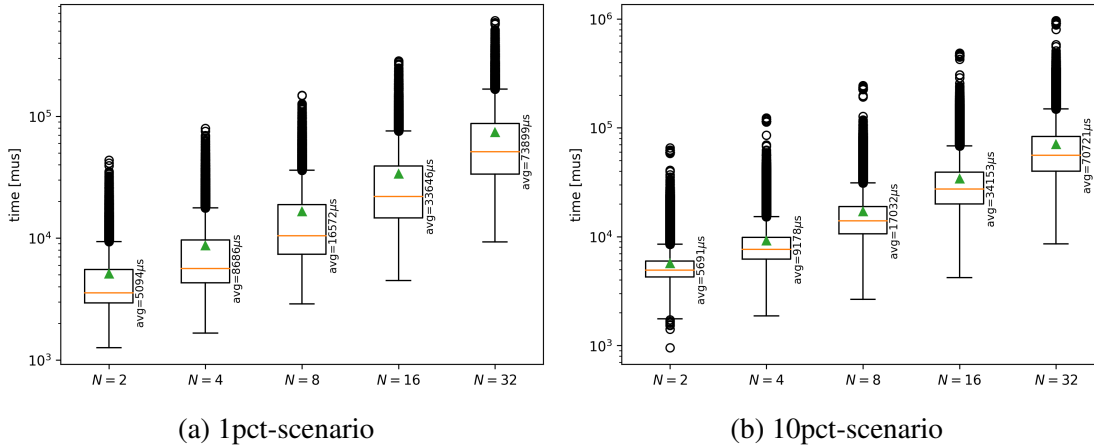 time [mus]
10^5
10^4
10^3
avg=5094μs
avg=8686μs
avg=16572μs
avg=33646μs
avg=73899μs
N = 2
N = 4
N = 8
N = 16
N = 32
(a) 1pct-scenario
time [mus]
10^6
10^5
10^4
10^3
avg=5691μs
avg=9178μs
avg=17032μs
avg=34153μs
avg=70721μs
N = 2
N = 4
N = 8
N = 16
N = 32
(b) 10pct-scenario